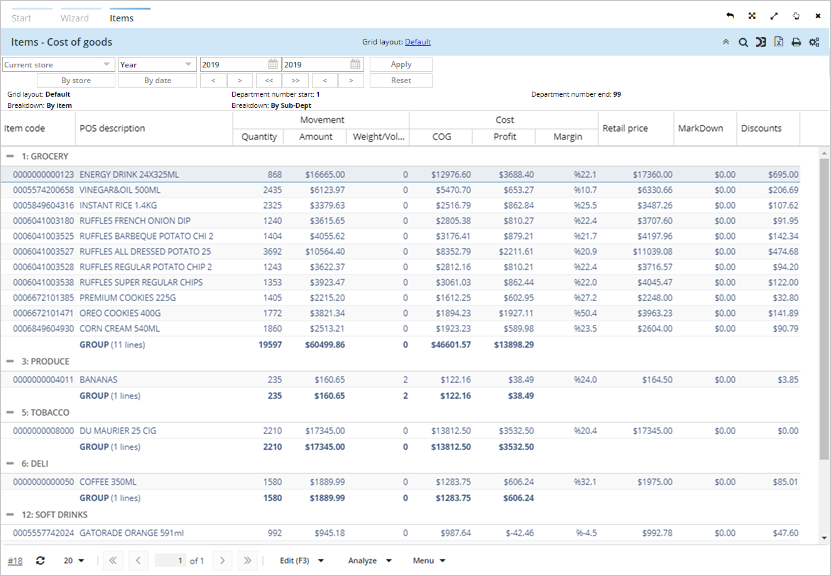 Start Wizard Items
Items - Cost of goods Grid layout: Default
Current store Year 2019 2019 Apply
By store By date < > << >> < > Reset
Grid layout: Default Department number start: 1 Department number end: 99
Breakdown: By Item Breakdown: By Sub-Dept
Movement Cost
Item code POS description Quantity Amount Weight/Vol... COG Profit Margin Retail price MarkDown Discounts
1: GROCERY
0000000000123 ENERGY DRINK 24X325ML 868 $16665.00 0 $12976.60 $3688.40 %22.1 $17360.00 $0.00 $695.00
0005574200658 VINEGAR&OIL 500ML 2435 $6123.97 0 $5470.70 $653.27 %10.7 $6330.66 $0.00 $206.69
0005849604316 INSTANT RICE 1.4KG 2325 $3379.63 0 $2516.79 $862.84 %25.5 $3487.26 $0.00 $107.62
0006041003180 RUFFLES FRENCH ONION DIP 1240 $3615.65 0 $2805.38 $810.27 %22.4 $3707.60 $0.00 $91.95
0006041003525 RUFFLES BARBEQUE POTATO CHI 2 1404 $4055.62 0 $3176.41 $879.21 %21.7 $4197.96 $0.00 $142.34
0006041003527 RUFFLES ALL DRESSED POTATO 25 3692 $10564.40 0 $8352.79 $2211.61 %20.9 $11039.08 $0.00 $474.68
0006041003528 RUFFLES REGULAR POTATO CHIP 2 1243 $3622.37 0 $2812.16 $810.21 %22.4 $3716.57 $0.00 $94.20
0006041003538 RUFFLES SUPER REGULAR CHIPS 1353 $3923.47 0 $3061.03 $862.44 %22.0 $4045.47 $0.00 $122.00
0006672101385 PREMIUM COOKIES 225G 1405 $2215.20 0 $1612.25 $602.95 %27.2 $2248.00 $0.00 $32.80
0006672101471 OREO COOKIES 400G 1772 $3821.34 0 $1894.23 $1927.11 %50.4 $3963.23 $0.00 $141.89
0006849604930 CORN CREAM 540ML 1860 $2513.21 0 $1923.23 $589.98 %23.5 $2604.00 $0.00 $90.79
GROUP (11 lines) 19597 $60499.86 0 $46601.57 $13898.29
3: PRODUCE
0000000004011 BANANAS 235 $160.65 2 $122.16 $38.49 %24.0 $164.50 $0.00 $3.85
GROUP (1 lines) 235 $160.65 2 $122.16 $38.49
5: TOBACCO
0000000008000 DU MAURIER 25 CIG 2210 $17345.00 0 $13812.50 $3532.50 %20.4 $17345.00 $0.00 $0.00
GROUP (1 lines) 2210 $17345.00 0 $13812.50 $3532.50
6: DELI
0000000000050 COFFEE 350ML 1580 $1889.99 0 $1283.75 $606.24 %32.1 $1975.00 $0.00 $85.01
GROUP (1 lines) 1580 $1889.99 0 $1283.75 $606.24
12: SOFT DRINKS
0005557742024 GATORADE ORANGE 591ml 992 $945.18 0 $987.64 $-42.46 %-4.5 $992.78 $0.00 $47.60
#18 20 1 of 1 Edit (F3) Analyze Menu